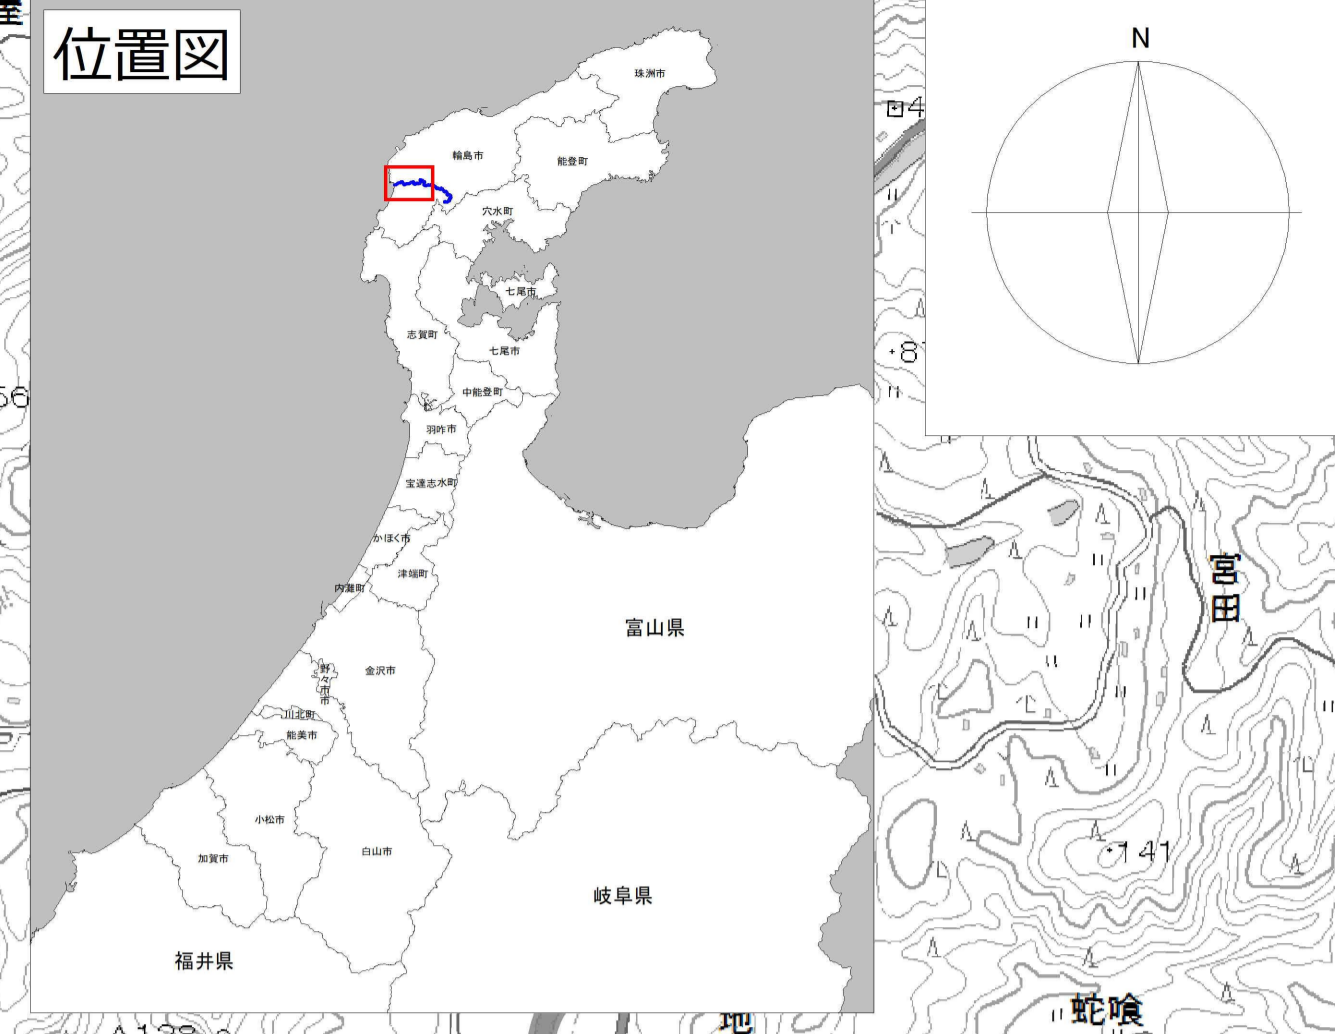 位置図
N
珠洲市
輪島市
能登町
穴水町
七尾市
志賀町
七尾市
中能登町
羽咋市
宝達志水町
かほく市
津端町
内灘町
富山県
金沢市
野々市市
川北町
能美市
小松市
白山市
加賀市
岐阜県
福井県
宮田
141
蛇喰
地